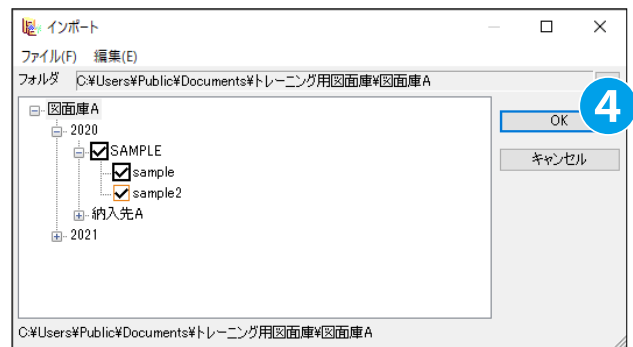 インポート
ファイル(F) 編集(E)
フォルダ C:¥Users¥Public¥Documents¥トレーニング用図面庫¥図面庫A
図面庫A
2020
SAMPLE
sample
sample2
納入先A
2021
OK
4
キャンセル
C:¥Users¥Public¥Documents¥トレーニング用図面庫¥図面庫A